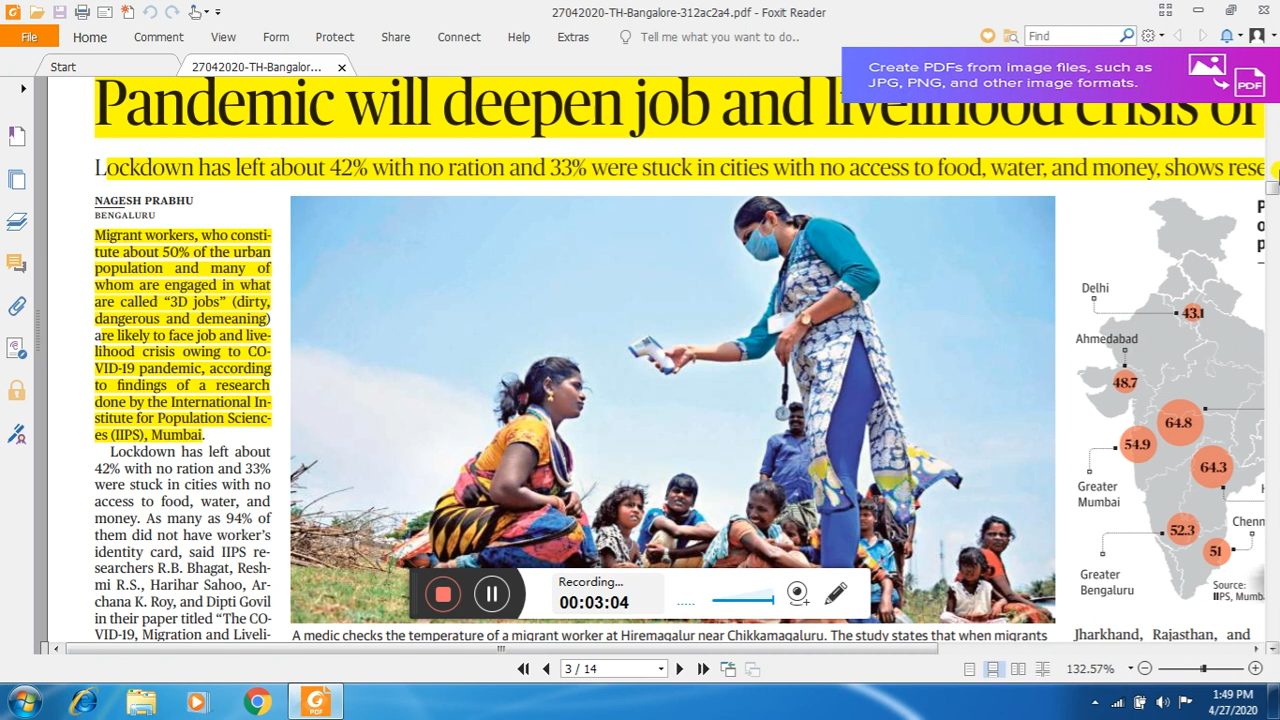 27042020-TH-Bangalore-312ac2a4.pdf - Foxit Reader
File Home Comment View Form Protect Share Connect Help Extras Tell me what you want to do.. Find
Start 27042020-TH-Bangalor...
Create PDFs from image files, such as
JPG, PNG, and other image formats.
PDF
Pandemic will deepen job and livelihood crisis of
Lockdown has left about 42% with no ration and 33% were stuck in cities with no access to food, water, and money, shows rese
NAGESH PRABHU
BENGALURU
Migrant workers, who consti-
tute about 50% of the urban
population and many of
whom are engaged in what
are called “3D jobs” (dirty,
dangerous and demeaning)
are likely to face job and live-
lihood crisis owing to CO-
VID-19 pandemic, according
to findings of a research
done by the International In-
stitute for Population Scienc-
es (IIPS), Mumbai.
Lockdown has left about
42% with no ration and 33%
were stuck in cities with no
access to food, water, and
money. As many as 94% of
them did not have worker’s
identity card, said IIPS re-
searchers R.B. Bhagat, Resh-
mi R.S., Harihar Sahoo, Ar-
chana K. Roy, and Dipti Govil
in their paper titled “The CO-
VID-19, Migration and Liveli-
A medic checks the temperature of a migrant worker at Hiremagalur near Chikkamagaluru. The study states that when migrants
Delhi
43.1
Ahmedabad
48.7
64.8
54.9
64.3
Greater
Mumbai
52.3
Chenn
51
Greater
Bengaluru
Source:
IIPS, Mumb
Jharkhand, Rajasthan, and
Recording...
00:03:04
3 / 14
132.57%
PDF
1:49 PM
4/27/2020